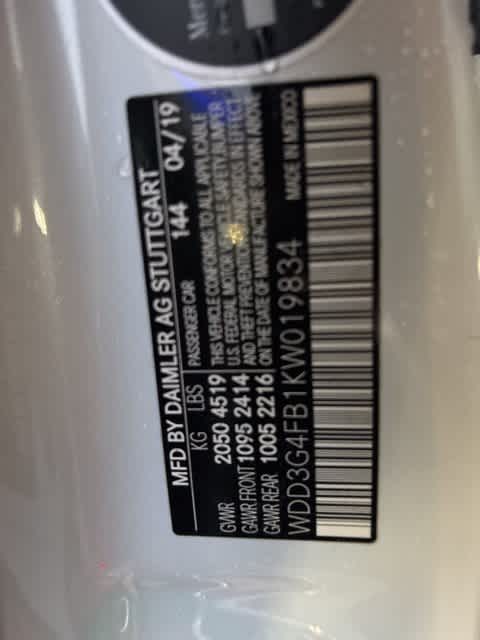 Mer
MFD BY DAIMLER AG STUTTGART
144 04/19
KG LBS PASSENGER CAR
GVWR 2050 4519
GAWR FRONT 1095 2414
GAWR REAR 1005 2216
THIS VEHICLE CONFORMS TO ALL APPLICABLE
U.S. FEDERAL MOTOR VEHICLE SAFETY, BUMPER
AND THEFT PREVENTION STANDARDS IN EFFECT
ON THE DATE OF MANUFACTURE SHOWN ABOVE
WDD3G4FB1KW019834 MADE IN MEXICO